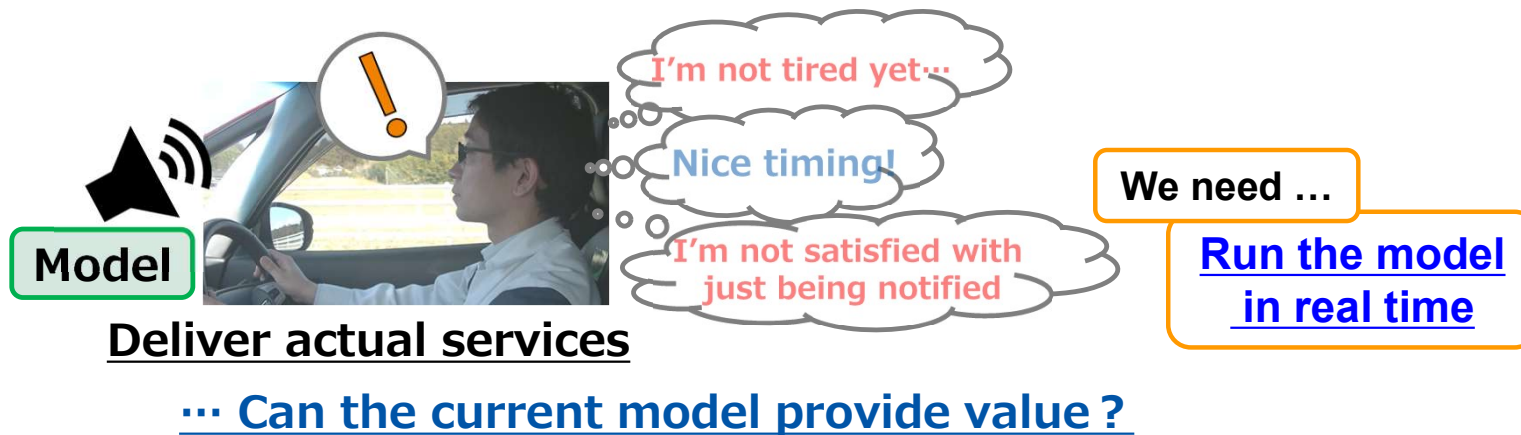 I’m not tired yet…
Nice timing!
We need …
Model
I’m not satisfied with
just being notified
Run the model
in real time
Deliver actual services
… Can the current model provide value ?